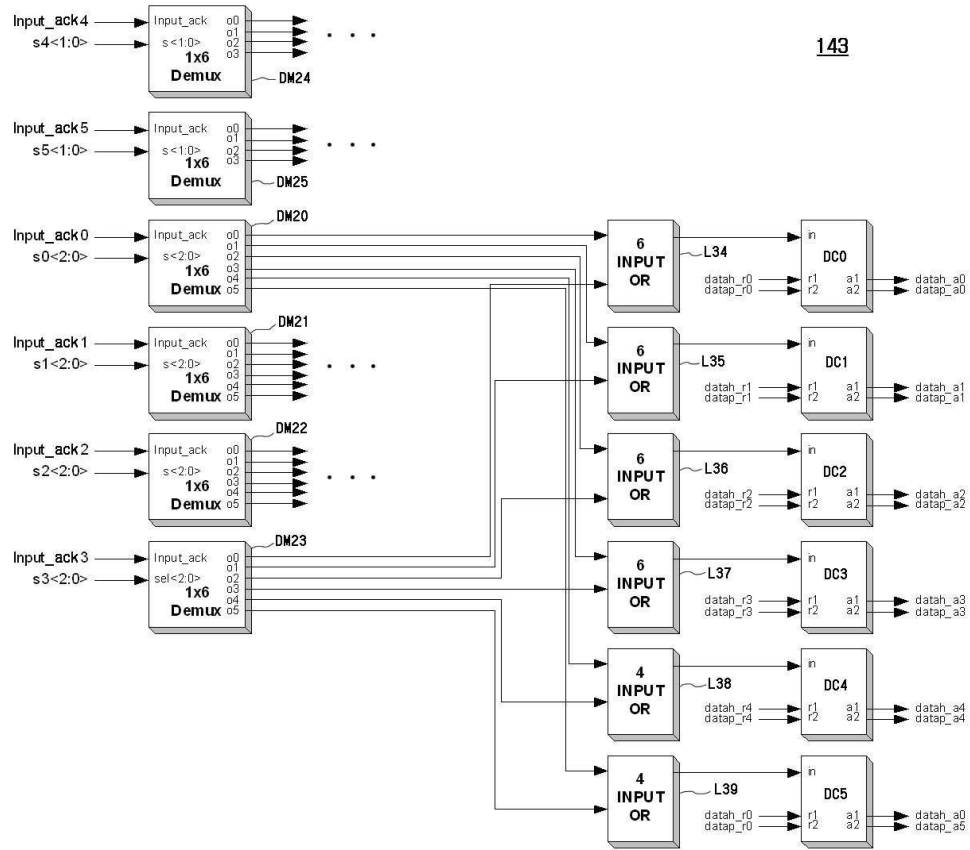 143
Input_ack4
s4<1:0>
Input_ack
s<1:0>
1x6
Demux
o0
o1
o2
o3
DM24
. . .
Input_ack5
s5<1:0>
Input_ack
s<1:0>
1x6
Demux
o0
o1
o2
o3
DM25
. . .
Input_ack0
s0<2:0>
Input_ack
s<2:0>
1x6
Demux
o0
o1
o2
o3
o4
o5
DM20
Input_ack1
s1<2:0>
Input_ack
s<2:0>
1x6
Demux
o0
o1
o2
o3
o4
o5
DM21
. . .
Input_ack2
s2<2:0>
Input_ack
s<2:0>
1x6
Demux
o0
o1
o2
o3
o4
o5
DM22
. . .
Input_ack3
s3<2:0>
Input_ack
sel<2:0>
1x6
Demux
o0
o1
o2
o3
o4
o5
DM23
6
INPUT
OR
L34
in
DC0
datah_r0
datap_r0
r1 a1
r2 a2
datah_a0
datap_a0
6
INPUT
OR
L35
in
DC1
datah_r1
datap_r1
r1 a1
r2 a2
datah_a1
datap_a1
6
INPUT
OR
L36
in
DC2
datah_r2
datap_r2
r1 a1
r2 a2
datah_a2
datap_a2
6
INPUT
OR
L37
in
DC3
datah_r3
datap_r3
r1 a1
r2 a2
datah_a3
datap_a3
4
INPUT
OR
L38
in
DC4
datah_r4
datap_r4
r1 a1
r2 a2
datah_a4
datap_a4
4
INPUT
OR
L39
in
DC5
datah_r0
datap_r0
r1 a1
r2 a2
datah_a0
datap_a5